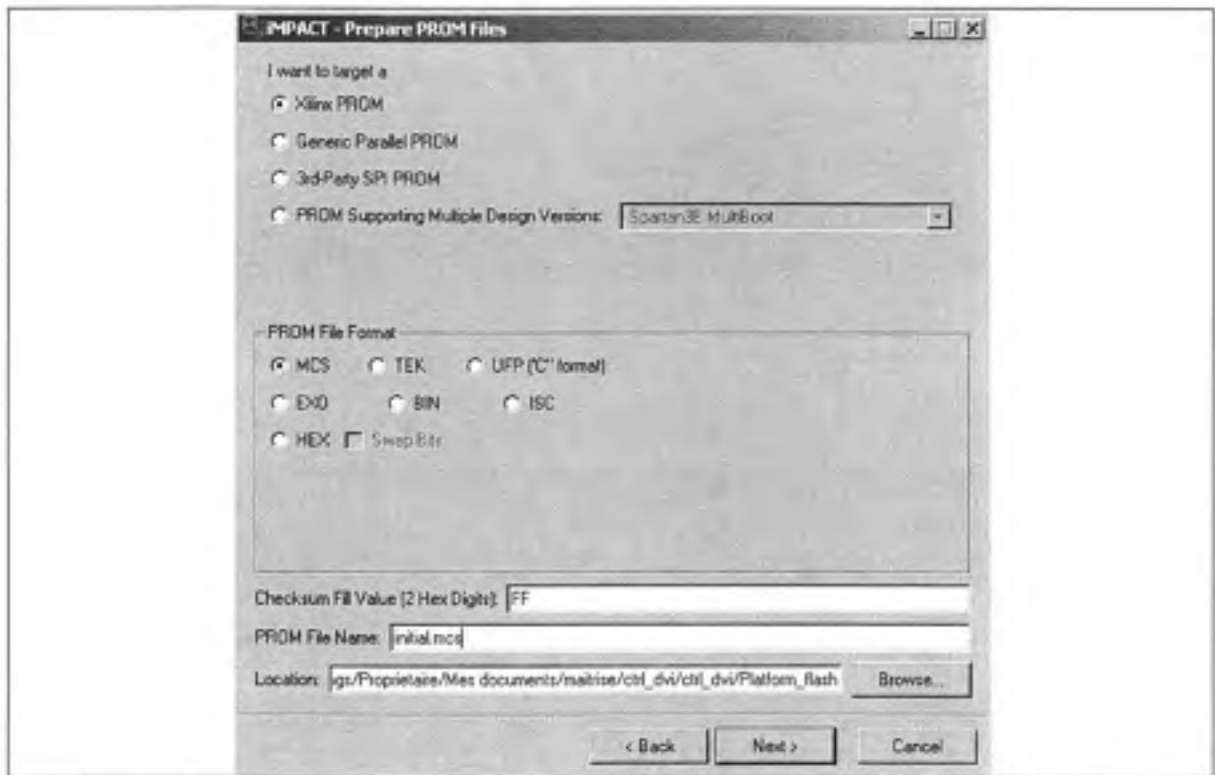 iMPACT - Prepare PROM Files
I want to target a
Xilinx PROM
Generic Parallel PROM
3rd-Party SPI PROM
PROM Supporting Multiple Design Versions: Spartan3E MultiBoot
PROM File Format
MCS TEK UFP ("C" format)
EXO BIN ISC
HEX Swap Bits
Checksum Fill Value (2 Hex Digits): FF
PROM File Name: initial.mcs
Location: gs/Proprietaire/Mes documents/maitrise/ctrl_dvi/ctrl_dvi/Platform_flash Browse...
< Back Next > Cancel